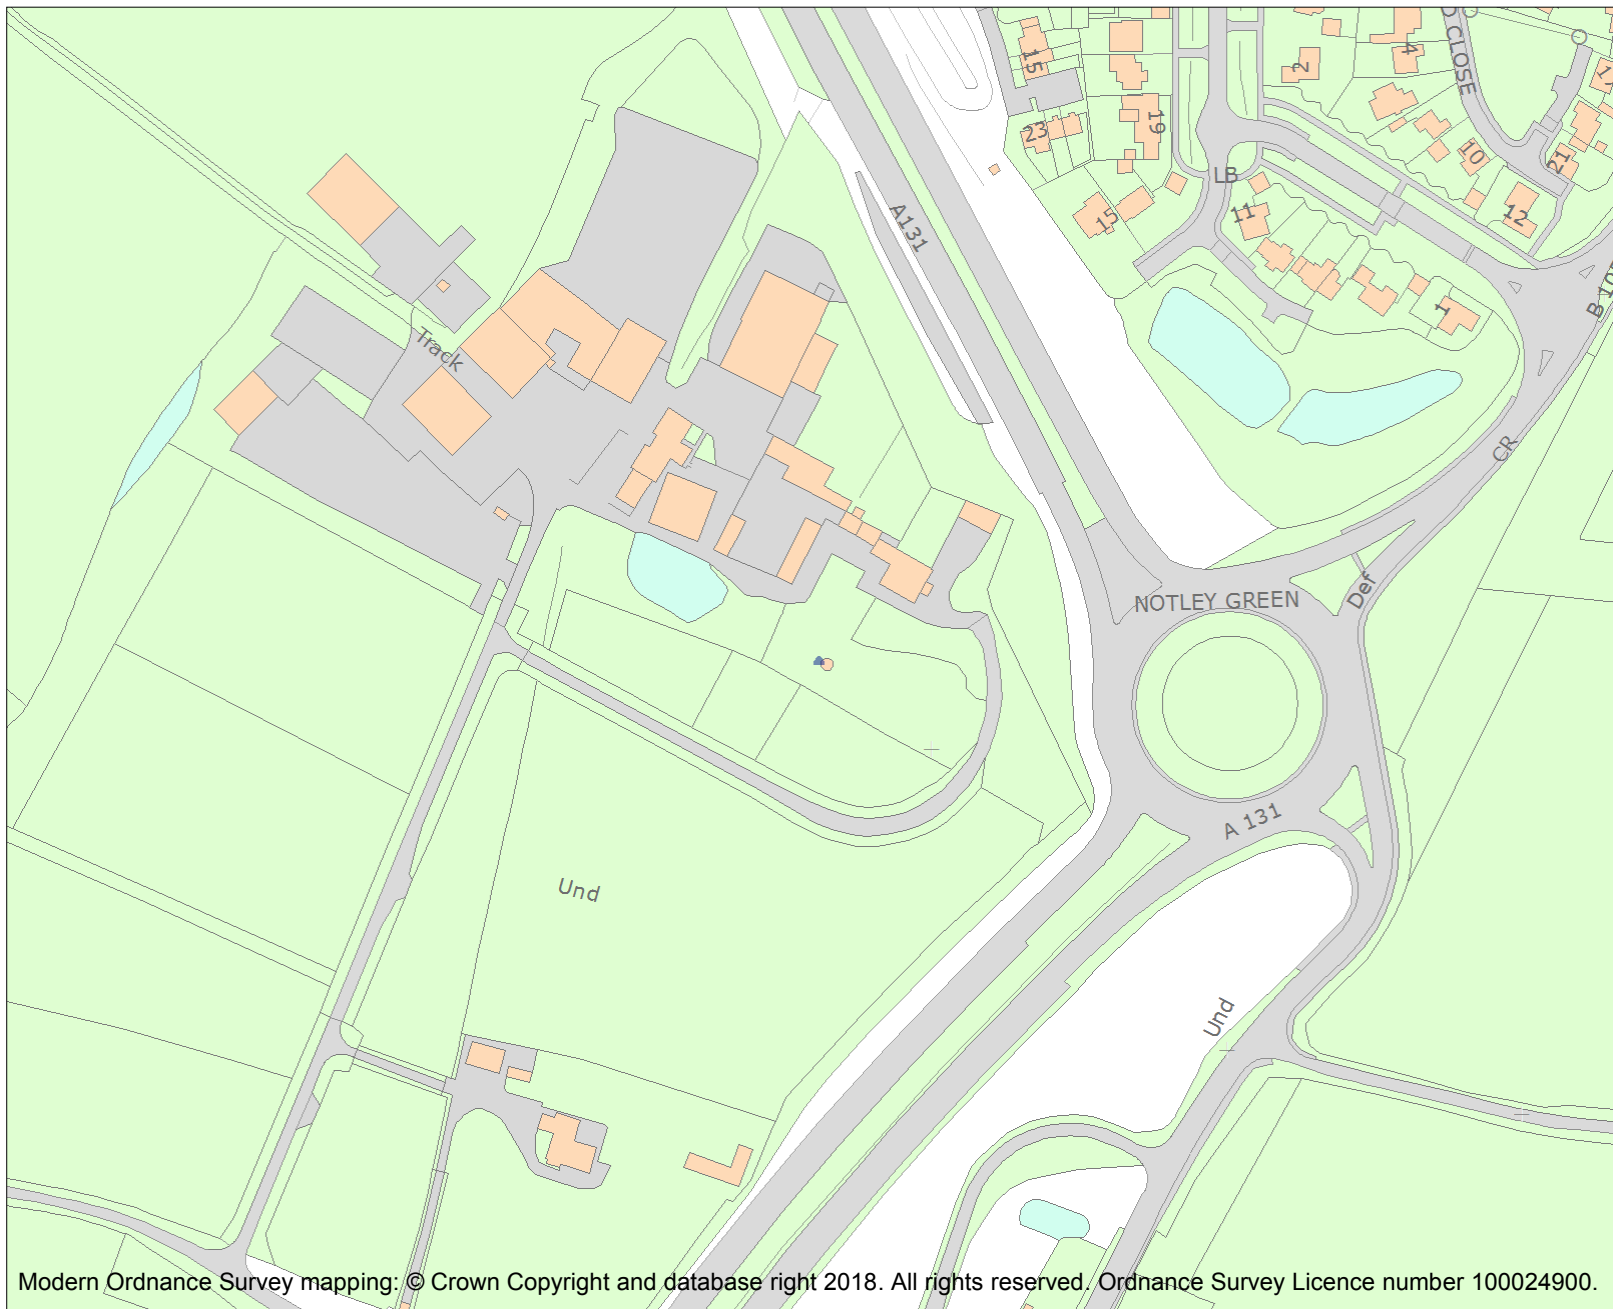 15
23
19
15
LB
11
2
4
CLOSE
10
21
12
1
A131
Track
CR
Def
NOTLEY GREEN
A 131
Und
Und
Modern Ordnance Survey mapping: © Crown Copyright and database right 2018. All rights reserved. Ordnance Survey Licence number 100024900.